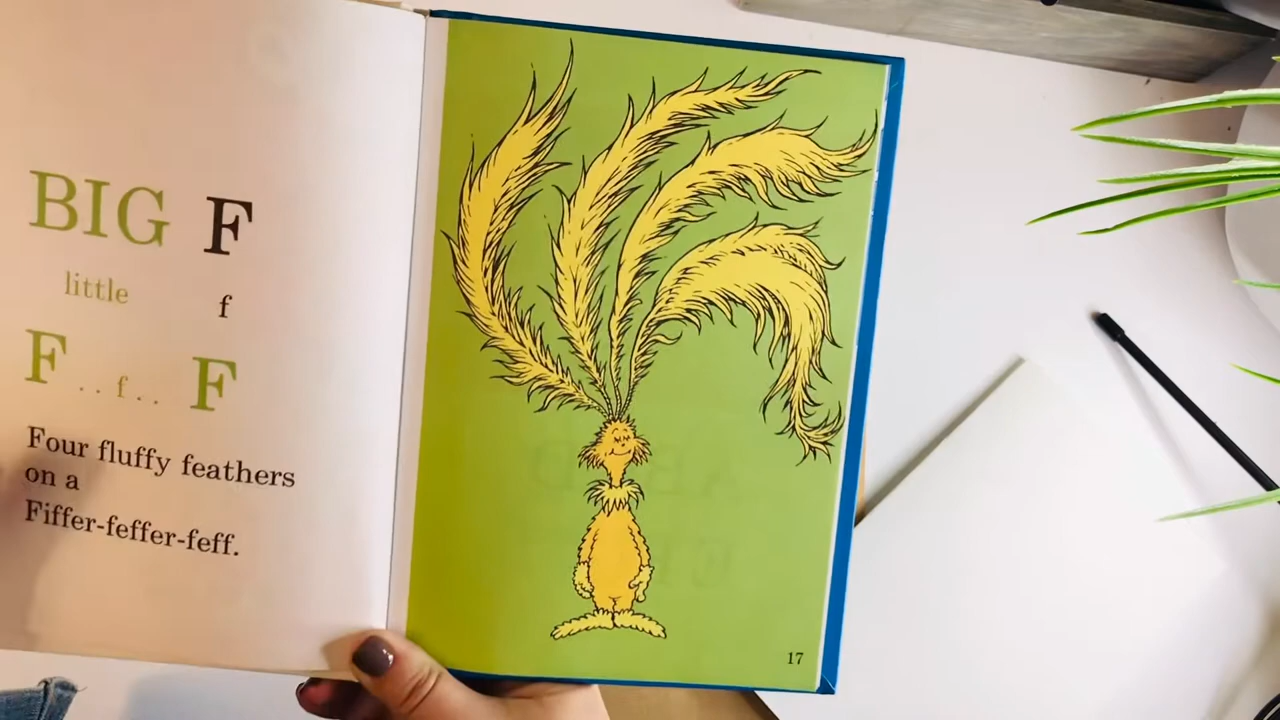 BIG F
little f
F . . f . . F
Four fluffy feathers
on a
Fiffer-feffer-feff.
17